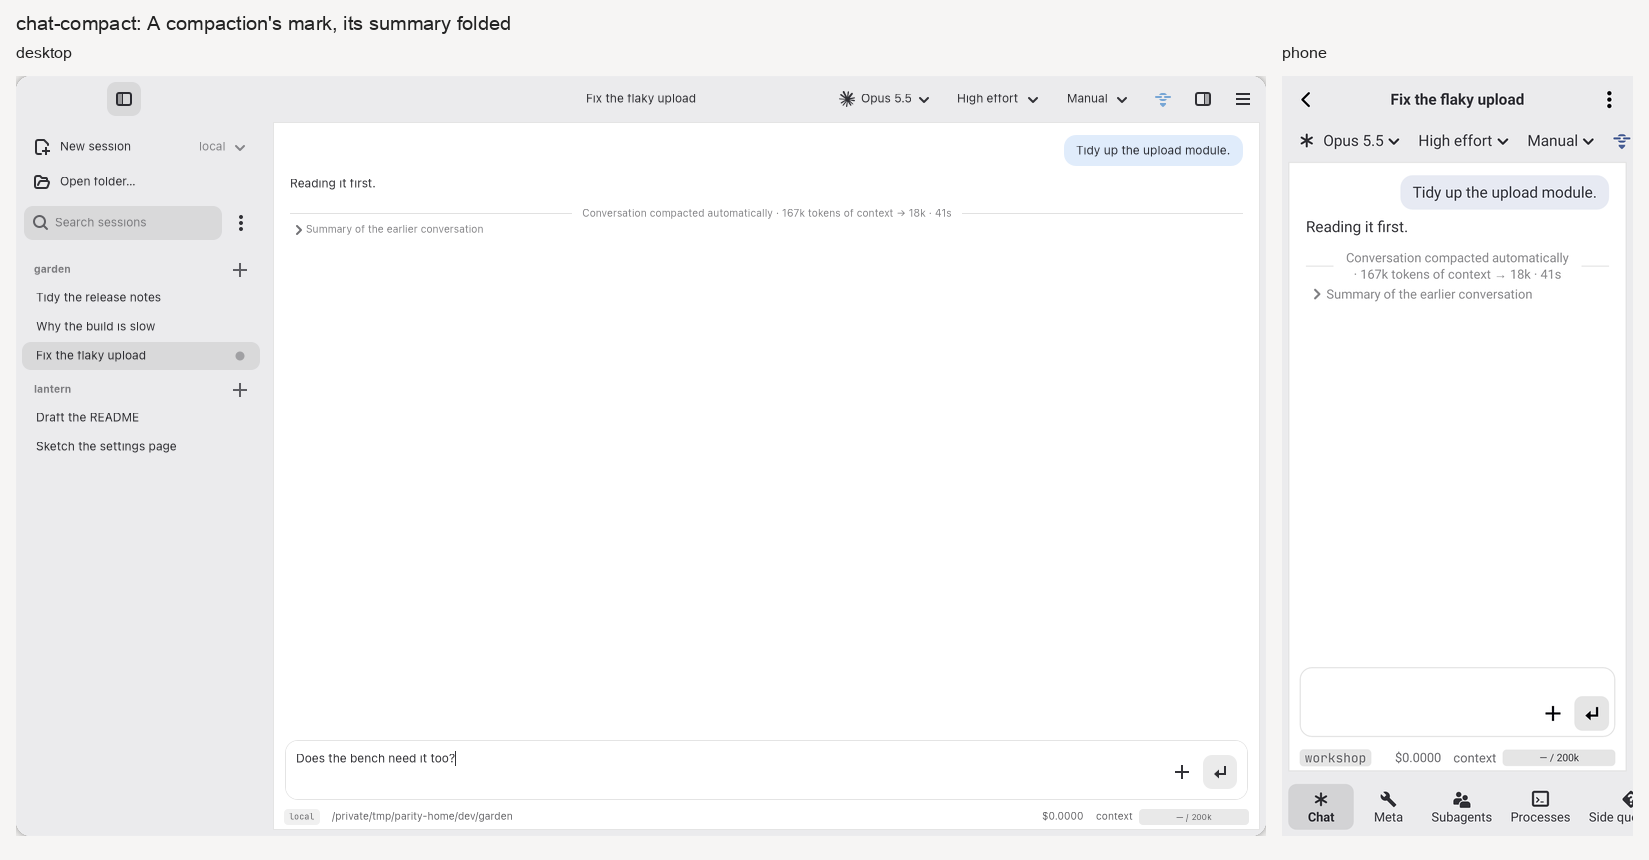 chat-compact: A compaction's mark, its summary folded
desktop
Fix the flaky upload
Opus 5.5
High effort
Manual
New session
local
Open folder...
Search sessions
garden
Tidy the release notes
Why the build is slow
Fix the flaky upload
lantern
Draft the README
Sketch the settings page
Tidy up the upload module.
Reading it first.
Conversation compacted automatically · 167k tokens of context → 18k · 41s
Summary of the earlier conversation
Does the bench need it too?
local
/private/tmp/parity-home/dev/garden
$0.0000
context
– / 200k
phone
Fix the flaky upload
Opus 5.5
High effort
Manual
Tidy up the upload module.
Reading it first.
Conversation compacted automatically
· 167k tokens of context → 18k · 41s
Summary of the earlier conversation
workshop
$0.0000
context
– / 200k
Chat
Meta
Subagents
Processes
Side